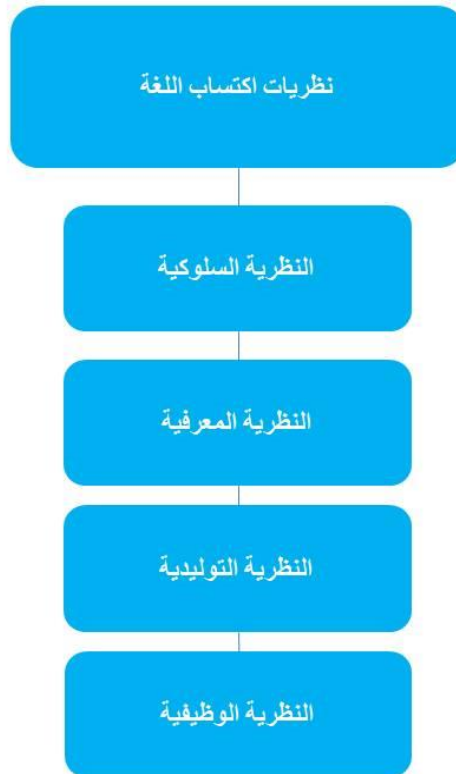 نظريات اكتساب اللغة
النظرية السلوكية
النظرية المعرفية
النظرية التوليدية
النظرية الوظيفية